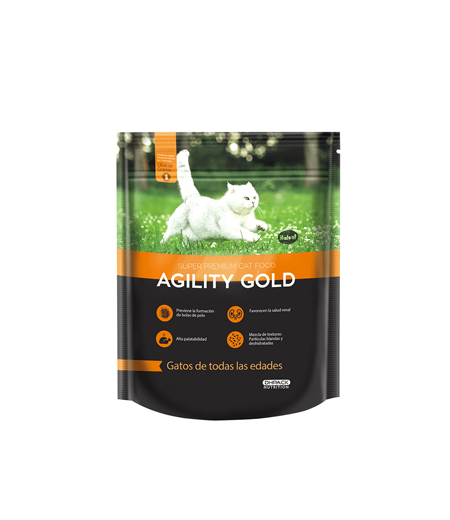 SUPER PREMIUM CAT FOOD
AGILITY GOLD
Previene la formación
de bolas de pelo
Favorecen la salud renal
Alta palatabilidad
Mezcla de texturas:
Partículas blandas y
deshidratadas
Gatos de todas las edades
OHPACK
NUTRITION